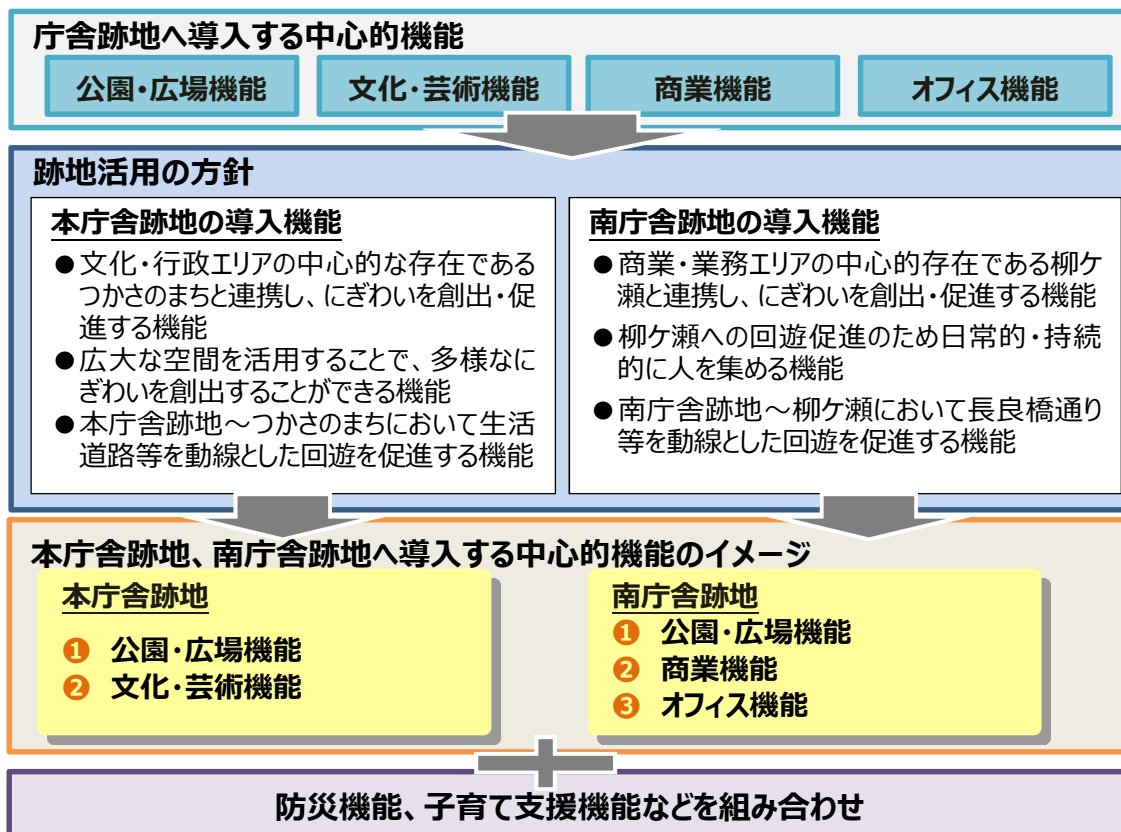 庁舎跡地へ導入する中心的機能
公園・広場機能
文化・芸術機能
商業機能
オフィス機能
跡地活用の方針
本庁舎跡地の導入機能
●文化・行政エリアの中心的な存在である
つかさのまちと連携し、にぎわいを創出・促
進する機能
●広大な空間を活用することで、多様なに
ぎわいを創出することができる機能
●本庁舎跡地～つかさのまちにおいて生活
道路等を動線とした回遊を促進する機能
南庁舎跡地の導入機能
●商業・業務エリアの中心的存在である柳ケ
瀬と連携し、にぎわいを創出・促進する機能
●柳ケ瀬への回遊促進のため日常的・持続
的に人を集める機能
●南庁舎跡地～柳ケ瀬において長良橋通り
等を動線とした回遊を促進する機能
本庁舎跡地、南庁舎跡地へ導入する中心的機能のイメージ
本庁舎跡地
❶ 公園・広場機能
❷ 文化・芸術機能
南庁舎跡地
❶ 公園・広場機能
❷ 商業機能
❸ オフィス機能
防災機能、子育て支援機能などを組み合わせ